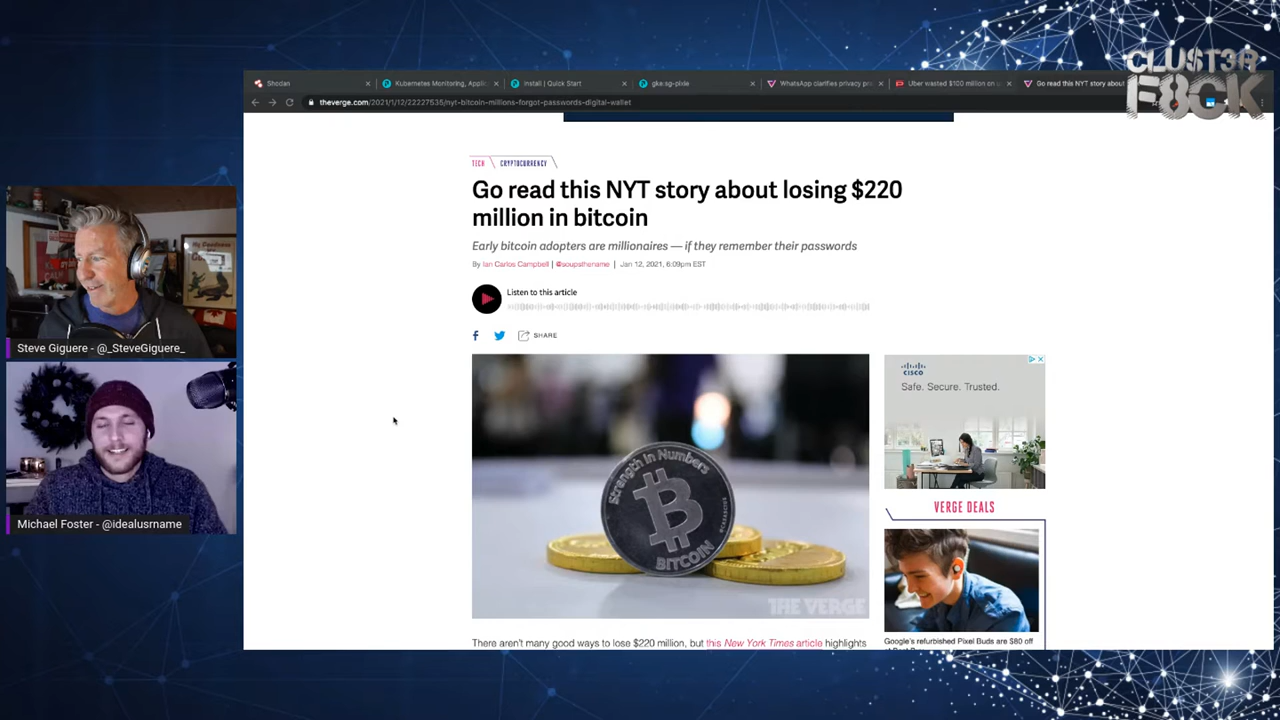 CLUST3R
F8CK
Shodan
Kubernetes Monitoring, Applic
Install | Quick Start
gke:sg-pixie
WhatsApp clarifies privacy pr
Uber wasted $100 million on
Go read this NYT story about
theverge.com/2021/1/12/22227535/nyt-bitcoin-millions-forgot-passwords-digital-wallet
TECH
CRYPTOCURRENCY
Go read this NYT story about losing $220
million in bitcoin
Early bitcoin adopters are millionaires — if they remember their passwords
By Ian Carlos Campbell | @soupsthename | Jan 12, 2021, 6:09pm EST
Listen to this article
SHARE
Steve Giguere - @_SteveGiguere_
Michael Foster - @idealusrname
Strength in Numbers
BITCOIN
THE VERGE
There aren't many good ways to lose $220 million, but this New York Times article highlights
CISCO
Safe. Secure. Trusted.
VERGE DEALS
Google's refurbished Pixel Buds are $80 off